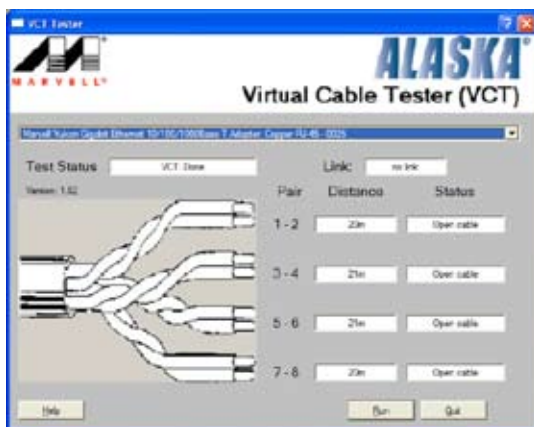 VCT Tester
MARVELL®
ALASKA®
Virtual Cable Tester (VCT)
Marvell Yukon Gigabit Ethernet 10/100/1000Base-T Adapter, Copper RJ-45 - 0025
Test Status VCT: Done Link: no link
Version: 1.02
Pair Distance Status
1 - 2 20m Open cable
3 - 4 21m Open cable
5 - 6 21m Open cable
7 - 8 20m Open cable
Help Run Quit